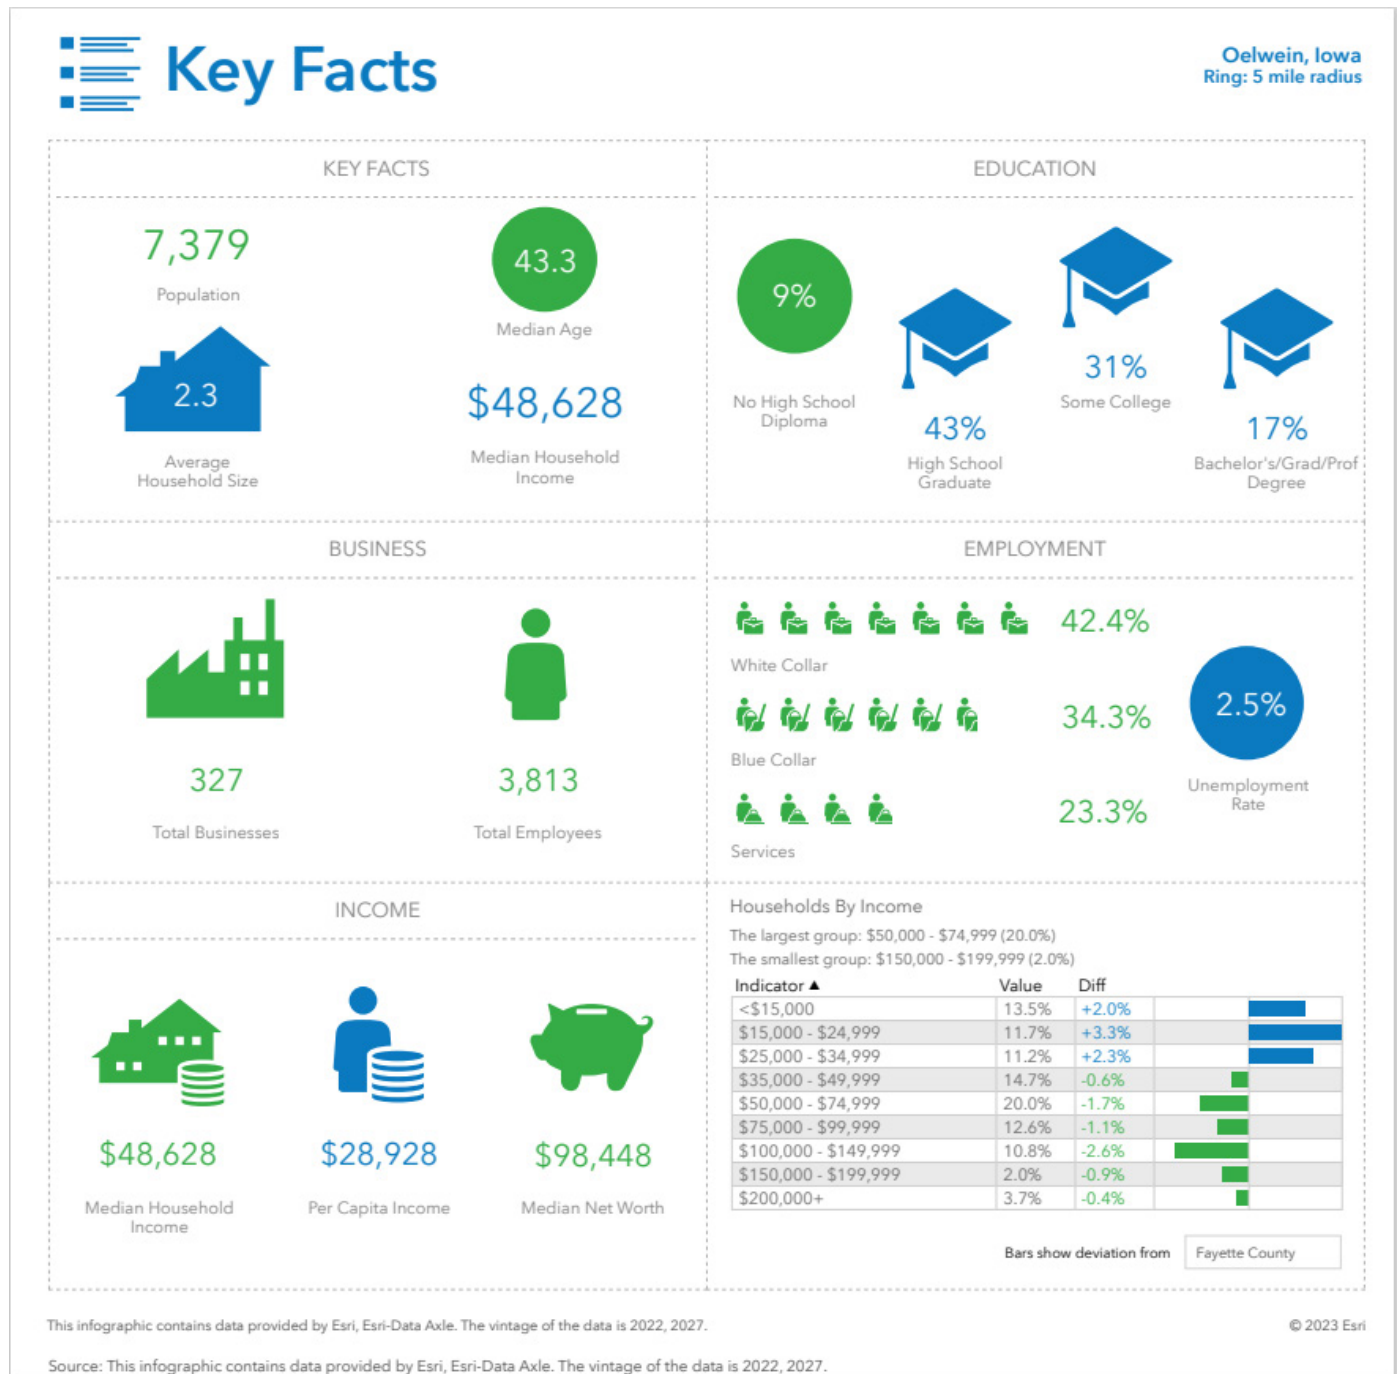 Key Facts
Oelwein, Iowa
Ring: 5 mile radius
KEY FACTS
7,379
Population
43.3
Median Age
2.3
Average
Household Size
$48,628
Median Household
Income
EDUCATION
9%
No High School
Diploma
43%
High School
Graduate
31%
Some College
17%
Bachelor's/Grad/Prof
Degree
BUSINESS
327
Total Businesses
3,813
Total Employees
EMPLOYMENT
42.4%
White Collar
34.3%
Blue Collar
23.3%
Services
2.5%
Unemployment
Rate
INCOME
$48,628
Median Household
Income
$28,928
Per Capita Income
$98,448
Median Net Worth
Households By Income
The largest group: $50,000 - $74,999 (20.0%)
The smallest group: $150,000 - $199,999 (2.0%)
Indicator ▲ Value Diff
<$15,000 13.5% +2.0%
$15,000 - $24,999 11.7% +3.3%
$25,000 - $34,999 11.2% +2.3%
$35,000 - $49,999 14.7% -0.6%
$50,000 - $74,999 20.0% -1.7%
$75,000 - $99,999 12.6% -1.1%
$100,000 - $149,999 10.8% -2.6%
$150,000 - $199,999 2.0% -0.9%
$200,000+ 3.7% -0.4%
Bars show deviation from Fayette County
This infographic contains data provided by Esri, Esri-Data Axle. The vintage of the data is 2022, 2027.
© 2023 Esri
Source: This infographic contains data provided by Esri, Esri-Data Axle. The vintage of the data is 2022, 2027.